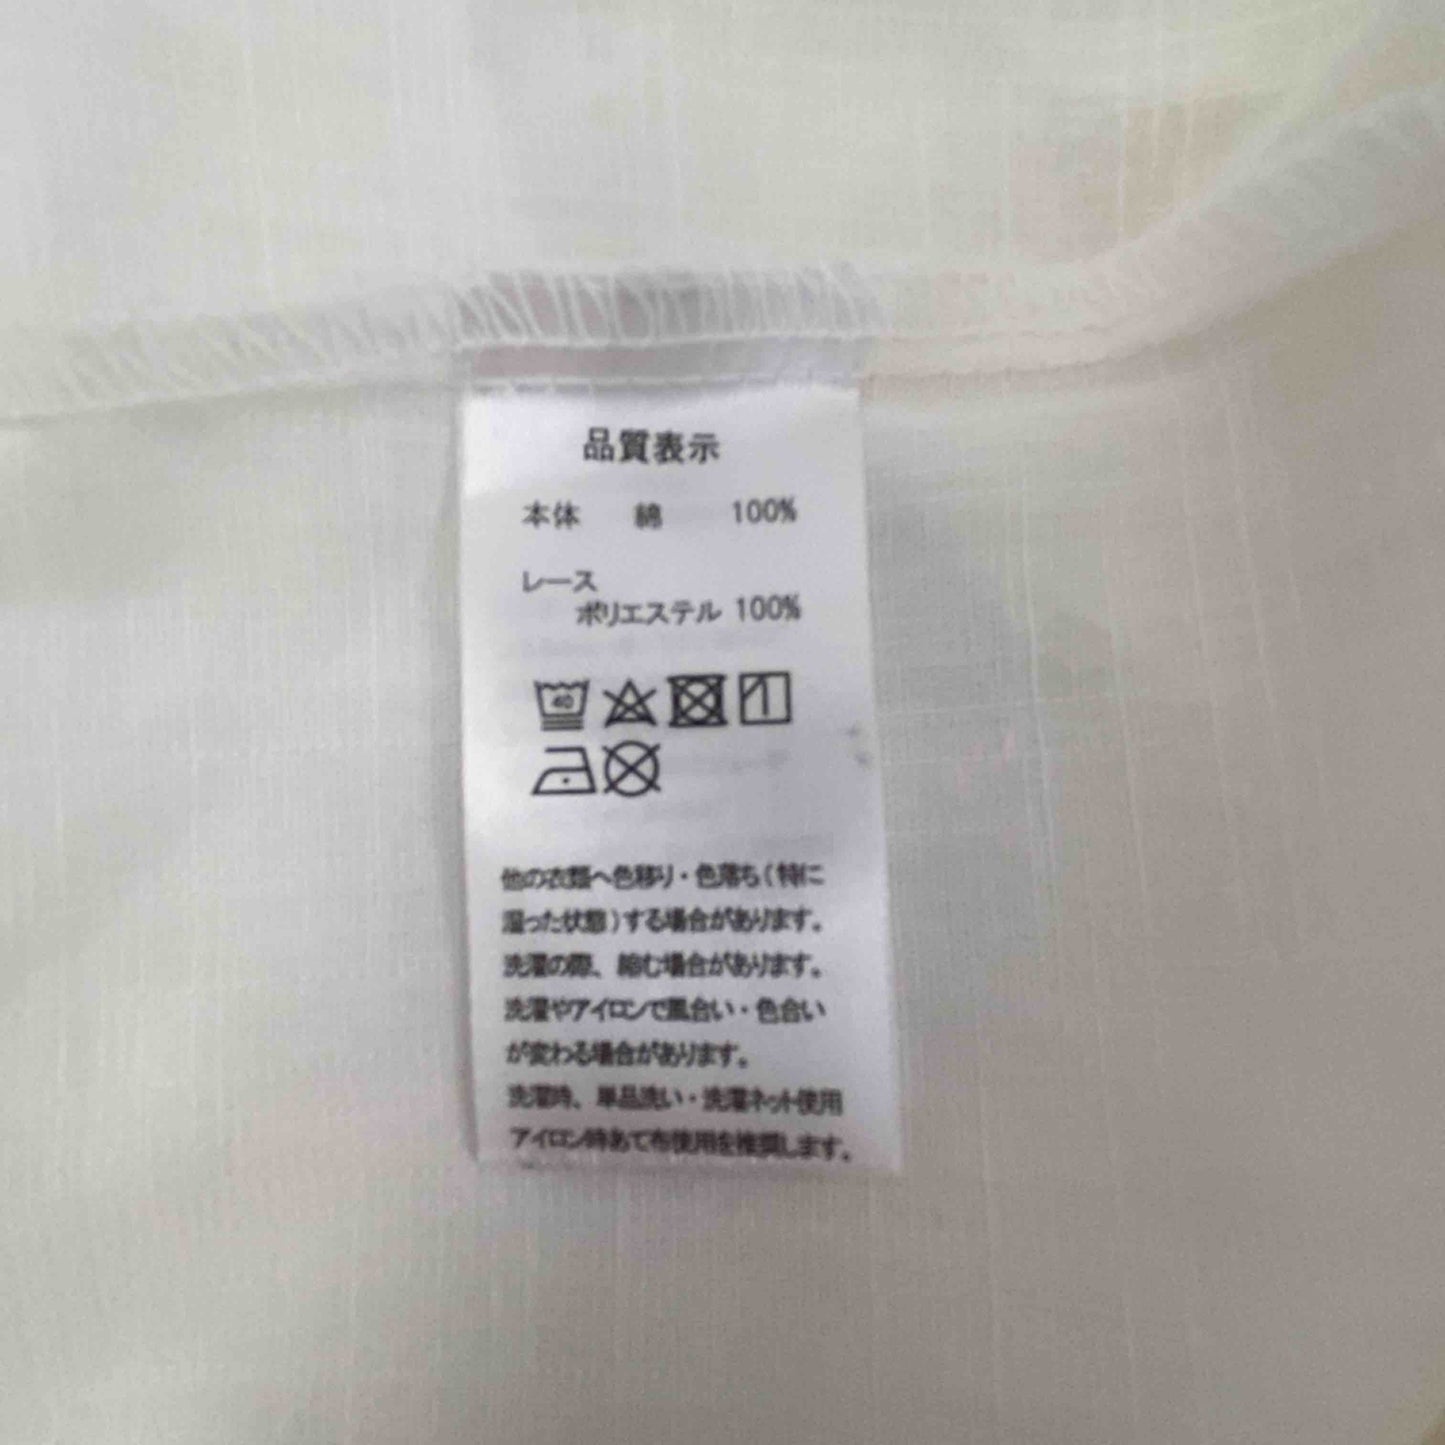 品質表示
本体 綿 100%
レース
ポリエステル 100%
40
他の衣類へ色移り・色落ち(特に
湿った状態)する場合があります。
洗濯の際、縮む場合があります。
洗濯やアイロンで風合い・色合い
が変わる場合があります。
洗濯時、単品洗い・洗濯ネット使用
アイロン時あて布使用を推奨します。